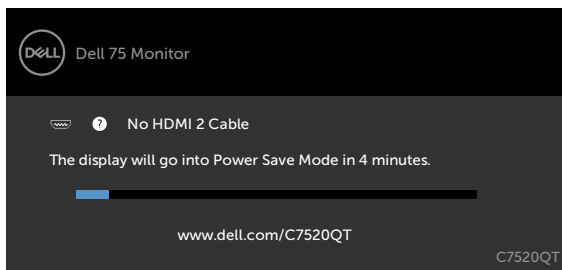 DELL
Dell 75 Monitor
? No HDMI 2 Cable
The display will go into Power Save Mode in 4 minutes.
www.dell.com/C7520QT
C7520QT